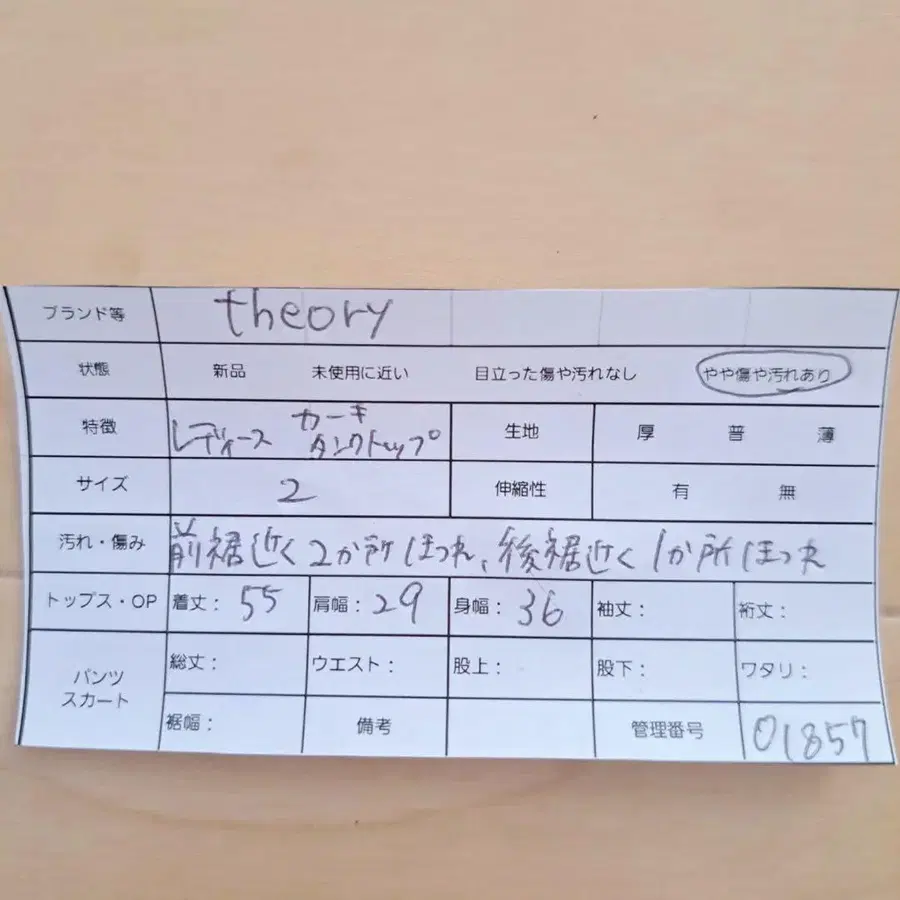 ブランド等 theory
状態 新品 未使用に近い 目立った傷や汚れなし やや傷や汚れあり
特徴 レディース カーキ タンクトップ 生地 厚 普 薄
サイズ 2 伸縮性 有 無
汚れ・傷み 前裾近く2か所ほつれ、後裾近く1か所ほつれ
トップス・OP 着丈: 55 肩幅: 29 身幅: 36 袖丈: 裄丈:
パンツ スカート 総丈: ウエスト: 股上: 股下: ワタリ:
裾幅: 備考 管理番号 01857